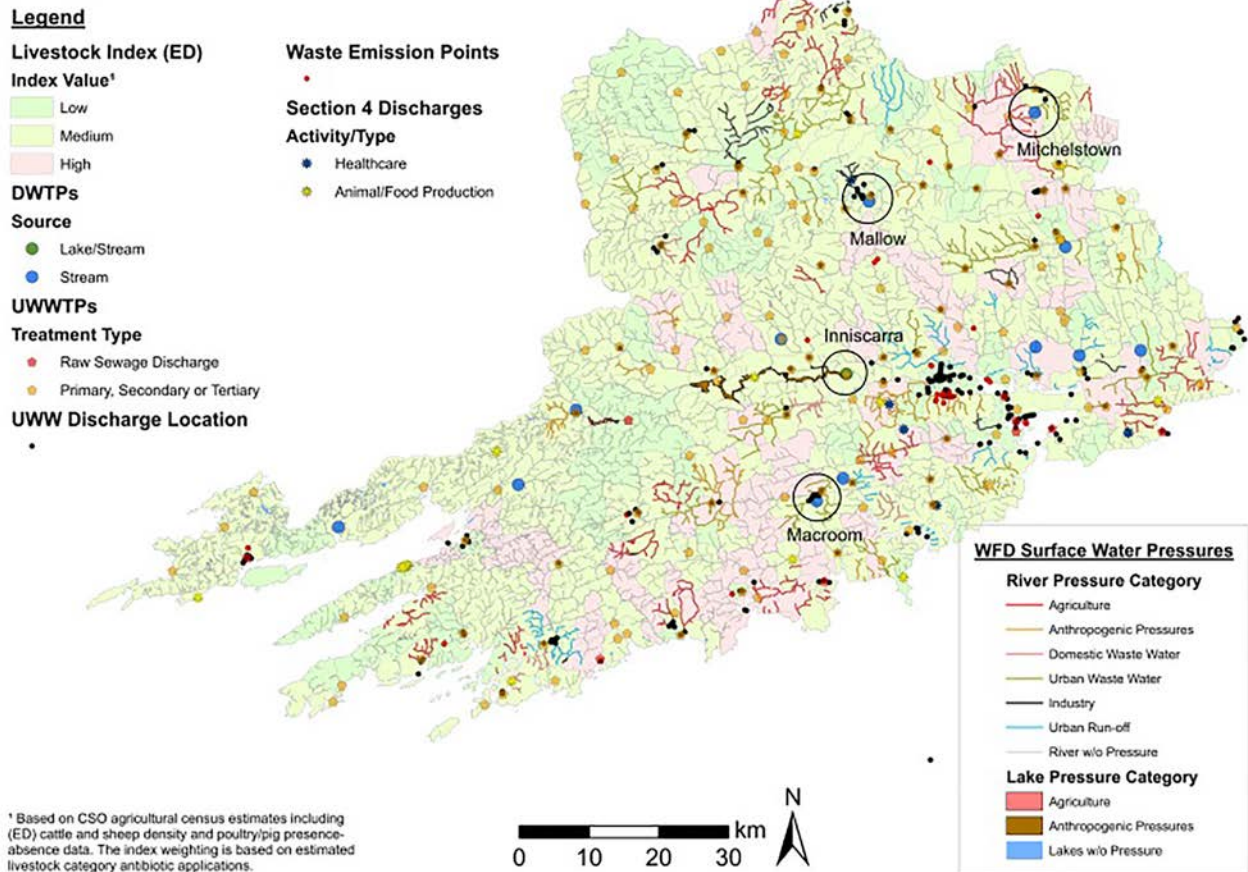 Legend
Livestock Index (ED)
Index Value¹
Low
Medium
High
DWTPs
Source
Lake/Stream
Stream
UWWTPs
Treatment Type
Raw Sewage Discharge
Primary, Secondary or Tertiary
UWW Discharge Location
Waste Emission Points
Section 4 Discharges
Activity/Type
Healthcare
Animal/Food Production
Mitchelstown
Mallow
Inniscarra
Macroom
WFD Surface Water Pressures
River Pressure Category
Agriculture
Anthropogenic Pressures
Domestic Waste Water
Urban Waste Water
Industry
Urban Run-off
River w/o Pressure
Lake Pressure Category
Agriculture
Anthropogenic Pressures
Lakes w/o Pressure
¹ Based on CSO agricultural census estimates including
(ED) cattle and sheep density and poultry/pig presence-
absence data. The index weighting is based on estimated
livestock category antibiotic applications.
km
0 10 20 30
N